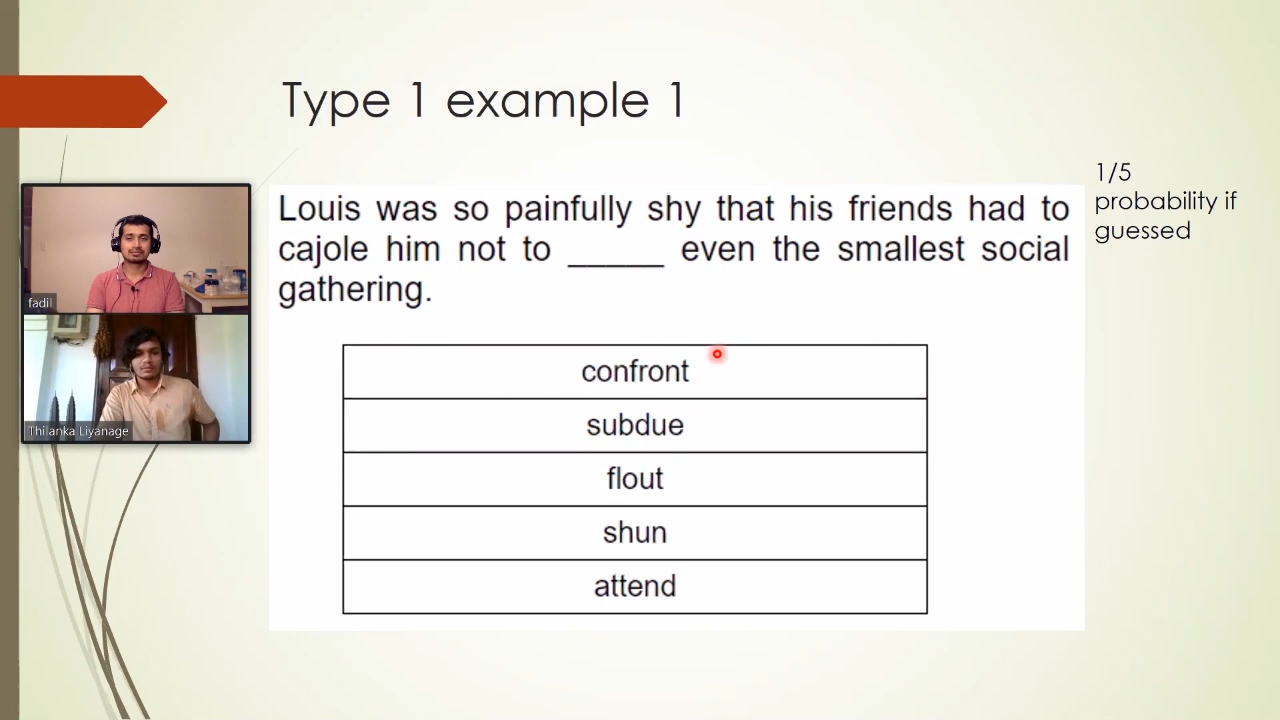 Type 1 example 1
1/5
probability if
guessed
Louis was so painfully shy that his friends had to
cajole him not to _____ even the smallest social
gathering.
confront
subdue
flout
shun
attend
fadil
Thilanka Liyanage